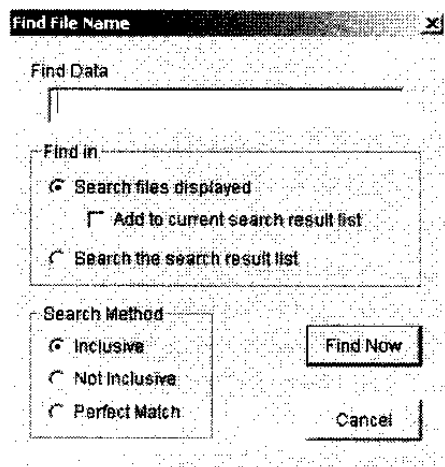 Find File Name
Find Data
Find in
Search files displayed
Add to current search result list
Search the search result list
Search Method
Inclusive
Not Inclusive
Perfect Match
Find Now
Cancel